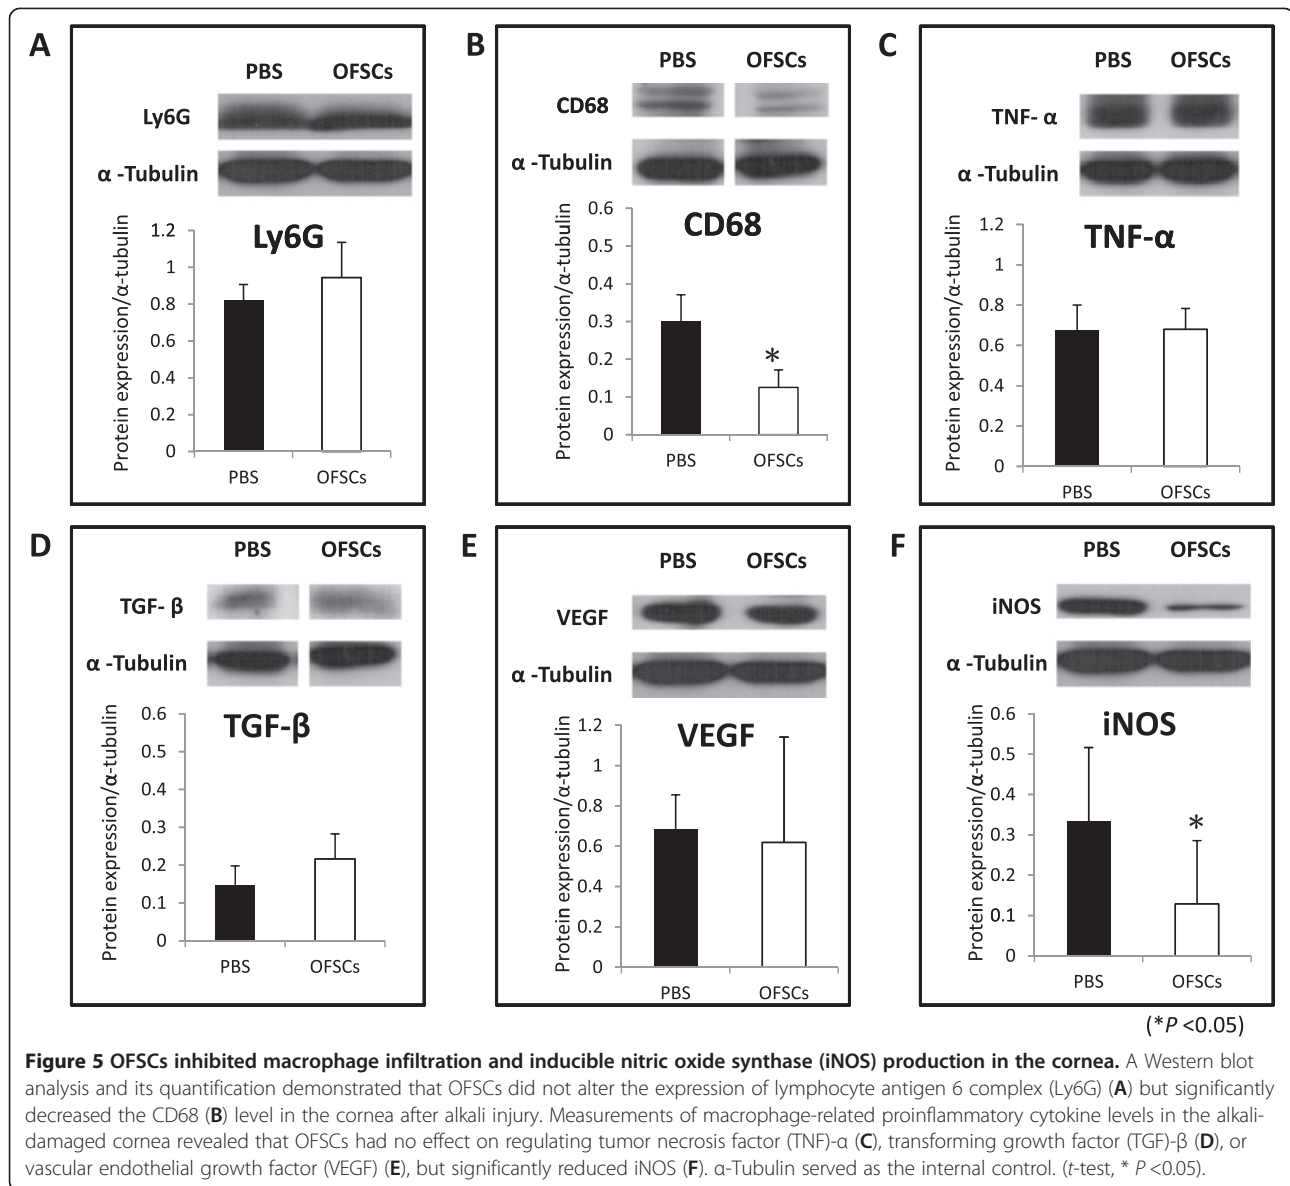 A
PBS OFSCs
Ly6G
α -Tubulin
Ly6G
Protein expression/α-tubulin
1.2
1
0.8
0.6
0.4
0.2
0
PBS OFSCs
B
PBS OFSCs
CD68
α -Tubulin
CD68
Protein expression/α-tubulin
0.6
0.5
0.4
0.3
0.2
0.1
0
*
PBS OFSCs
C
PBS OFSCs
TNF- α
α -Tubulin
TNF-α
Protein expression/α-tubulin
1.2
1
0.8
0.6
0.4
0.2
0
PBS OFSCs
D
PBS OFSCs
TGF- β
α -Tubulin
TGF-β
Protein expression/α-tubulin
0.6
0.5
0.4
0.3
0.2
0.1
0
PBS OFSCs
E
PBS OFSCs
VEGF
α -Tubulin
VEGF
Protein expression/α-tubulin
1.2
1
0.8
0.6
0.4
0.2
0
PBS OFSCs
F
PBS OFSCs
iNOS
α -Tubulin
iNOS
Protein expression/α-tubulin
0.6
0.5
0.4
0.3
0.2
0.1
0
*
PBS OFSCs
(*P <0.05)
Figure 5 OFSCs inhibited macrophage infiltration and inducible nitric oxide synthase (iNOS) production in the cornea. A Western blot
analysis and its quantification demonstrated that OFSCs did not alter the expression of lymphocyte antigen 6 complex (Ly6G) (A) but significantly
decreased the CD68 (B) level in the cornea after alkali injury. Measurements of macrophage-related proinflammatory cytokine levels in the alkali-
damaged cornea revealed that OFSCs had no effect on regulating tumor necrosis factor (TNF)-α (C), transforming growth factor (TGF)-β (D), or
vascular endothelial growth factor (VEGF) (E), but significantly reduced iNOS (F). α-Tubulin served as the internal control. (t-test, * P <0.05).